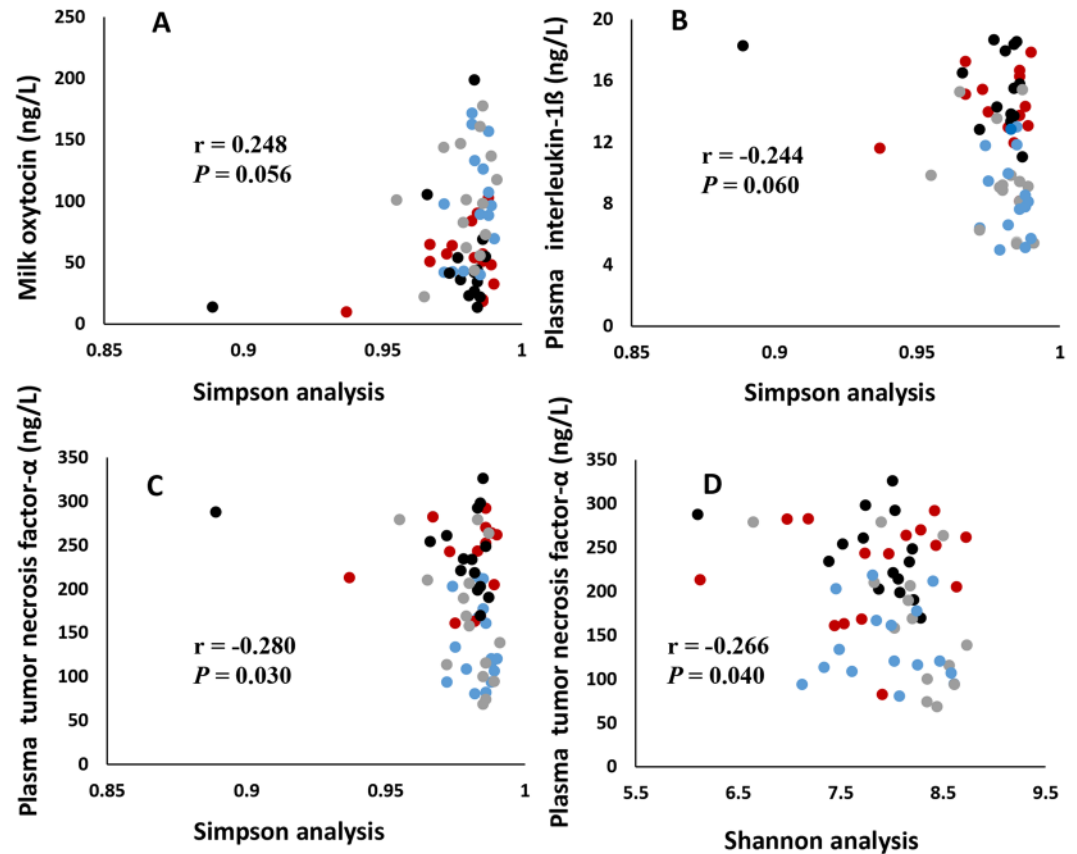 A
Milk oxytocin (ng/L)
250
200
150
100
50
0
r = 0.248
P = 0.056
0.85 0.9 0.95 1
Simpson analysis
B
Plasma interleukin-1ß (ng/L)
20
16
12
8
4
0
r = -0.244
P = 0.060
0.85 0.9 0.95 1
Simpson analysis
C
Plasma tumor necrosis factor-α (ng/L)
350
300
250
200
150
100
50
0
r = -0.280
P = 0.030
0.85 0.9 0.95 1
Simpson analysis
D
Plasma tumor necrosis factor-α (ng/L)
350
300
250
200
150
100
50
0
r = -0.266
P = 0.040
5.5 6.5 7.5 8.5 9.5
Shannon analysis